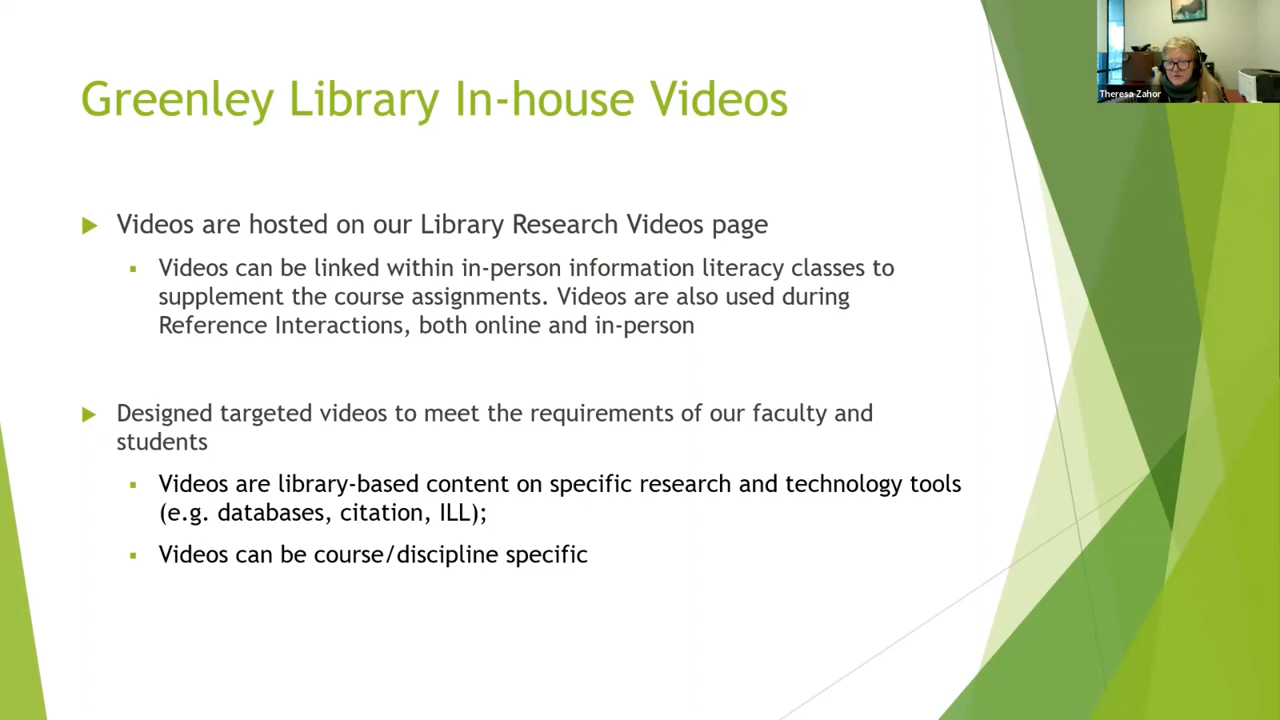 Greenley Library In-house Videos
Theresa Zahor
Videos are hosted on our Library Research Videos page
Videos can be linked within in-person information literacy classes to
supplement the course assignments. Videos are also used during
Reference Interactions, both online and in-person
Designed targeted videos to meet the requirements of our faculty and
students
Videos are library-based content on specific research and technology tools
(e.g. databases, citation, ILL);
Videos can be course/discipline specific